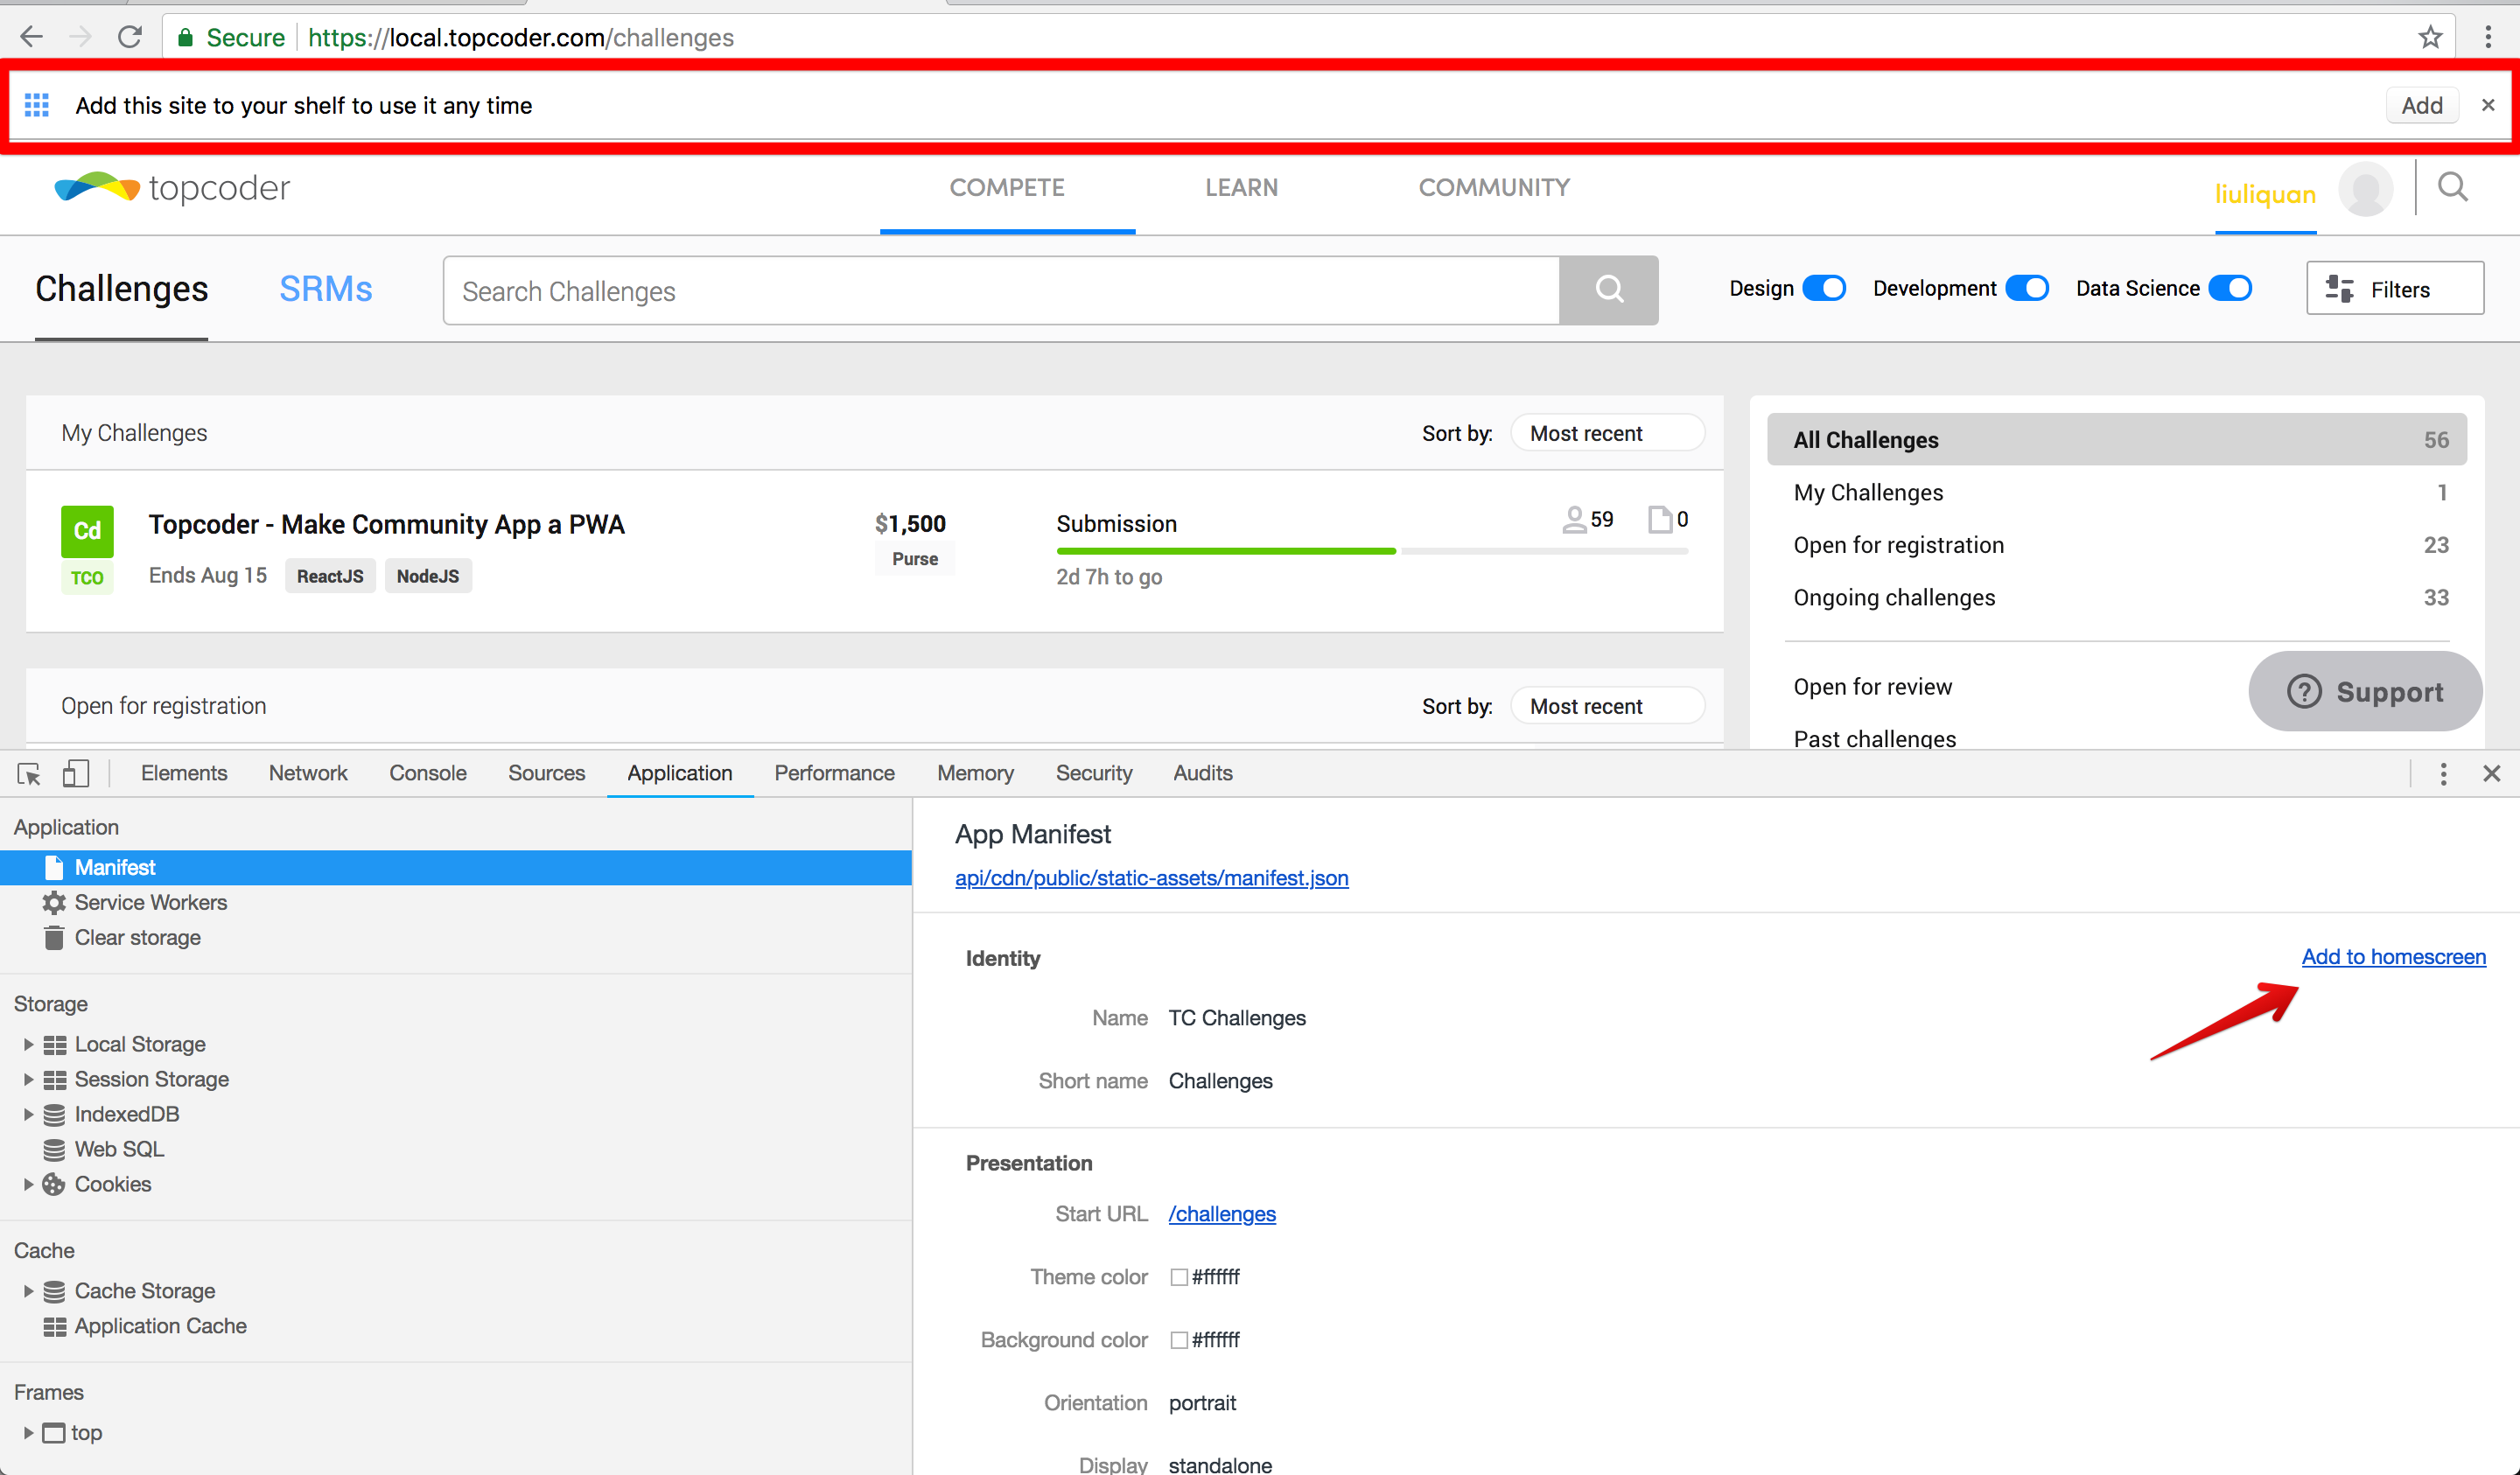 Secure https://local.topcoder.com/challenges
Add this site to your shelf to use it any time Add ×
topcoder COMPETE LEARN COMMUNITY liuliquan
Challenges SRMs Search Challenges Design Development Data Science Filters
My Challenges Sort by: Most recent
Cd Topcoder - Make Community App a PWA $1,500 Submission 59 0
TCO Ends Aug 15 ReactJS NodeJS Purse 2d 7h to go
Open for registration Sort by: Most recent
All Challenges 56
My Challenges 1
Open for registration 23
Ongoing challenges 33
Open for review
Past challenges
? Support
Elements Network Console Sources Application Performance Memory Security Audits
Application
Manifest
Service Workers
Clear storage
Storage
Local Storage
Session Storage
IndexedDB
Web SQL
Cookies
Cache
Cache Storage
Application Cache
Frames
top
App Manifest
api/cdn/public/static-assets/manifest.json
Identity Add to homescreen
Name TC Challenges
Short name Challenges
Presentation
Start URL /challenges
Theme color #ffffff
Background color #ffffff
Orientation portrait
Display standalone